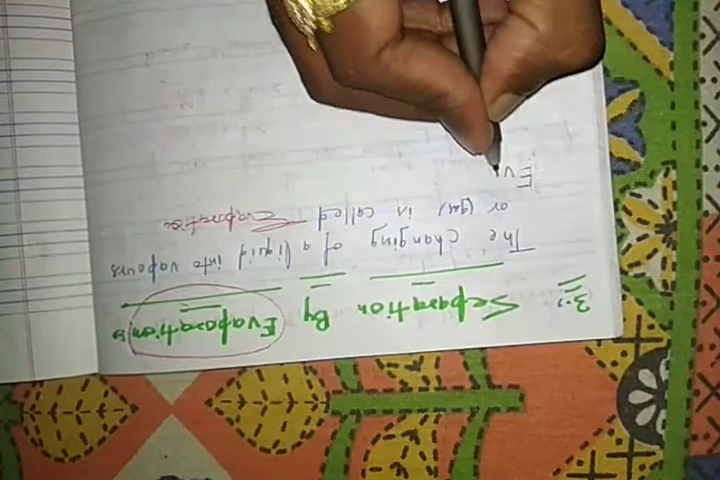 3.) Separation By Evaporation :
The changing of a liquid into vapours
or (gas) is called Evaporation
Ev